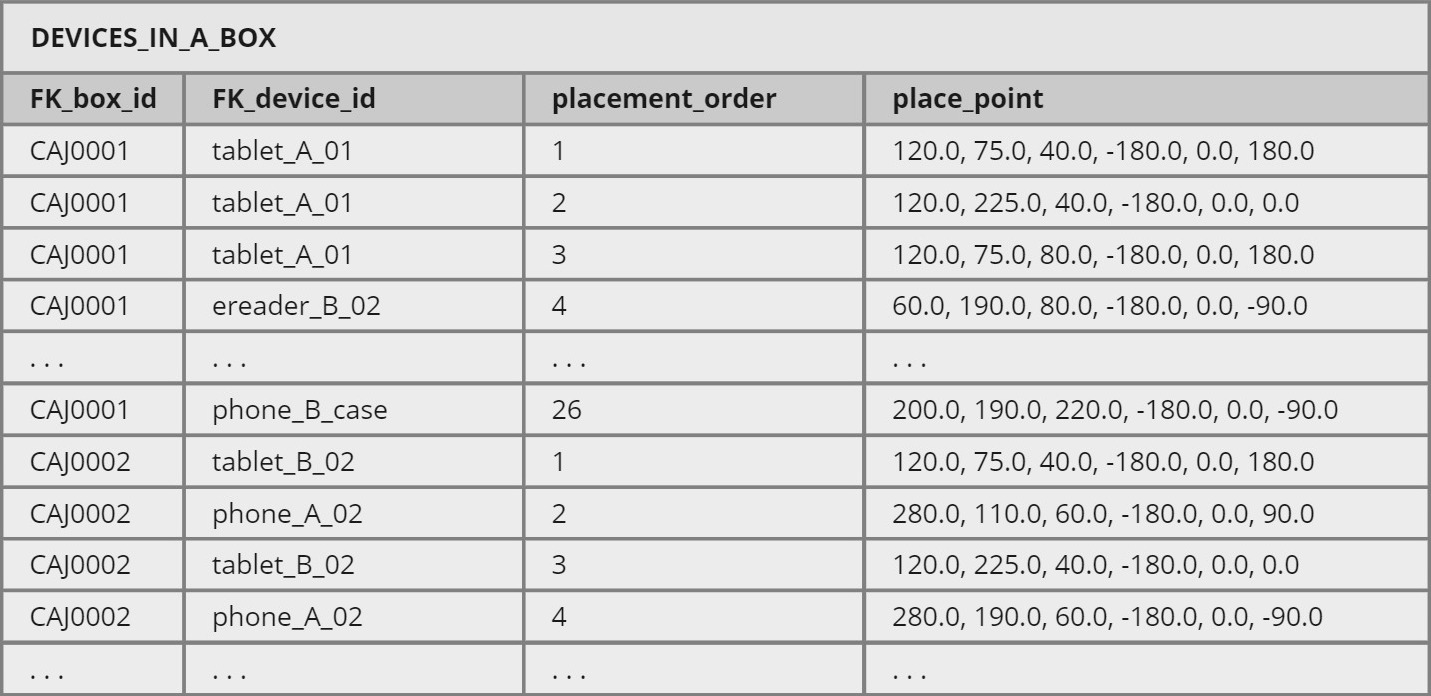 DEVICES_IN_A_BOX
FK_box_id FK_device_id placement_order place_point
CAJ0001 tablet_A_01 1 120.0, 75.0, 40.0, -180.0, 0.0, 180.0
CAJ0001 tablet_A_01 2 120.0, 225.0, 40.0, -180.0, 0.0, 0.0
CAJ0001 tablet_A_01 3 120.0, 75.0, 80.0, -180.0, 0.0, 180.0
CAJ0001 ereader_B_02 4 60.0, 190.0, 80.0, -180.0, 0.0, -90.0
. . . . . . . . . . . .
CAJ0001 phone_B_case 26 200.0, 190.0, 220.0, -180.0, 0.0, -90.0
CAJ0002 tablet_B_02 1 120.0, 75.0, 40.0, -180.0, 0.0, 180.0
CAJ0002 phone_A_02 2 280.0, 110.0, 60.0, -180.0, 0.0, 90.0
CAJ0002 tablet_B_02 3 120.0, 225.0, 40.0, -180.0, 0.0, 0.0
CAJ0002 phone_A_02 4 280.0, 190.0, 60.0, -180.0, 0.0, -90.0
. . . . . . . . . . . .